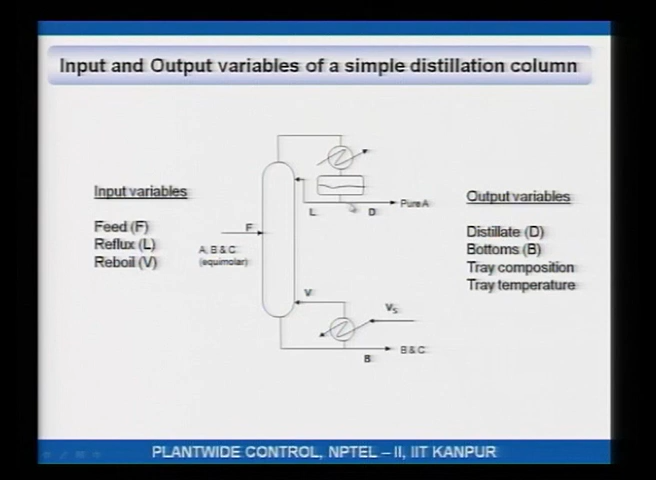 Input and Output variables of a simple distillation column
Input variables
Feed (F)
Reflux (L)
Reboil (V)
F
A, B & C
(equimolar)
L
D
Pure A
V
Vs
B
B & C
Output variables
Distillate (D)
Bottoms (B)
Tray composition
Tray temperature
PLANTWIDE CONTROL, NPTEL – II, IIT KANPUR